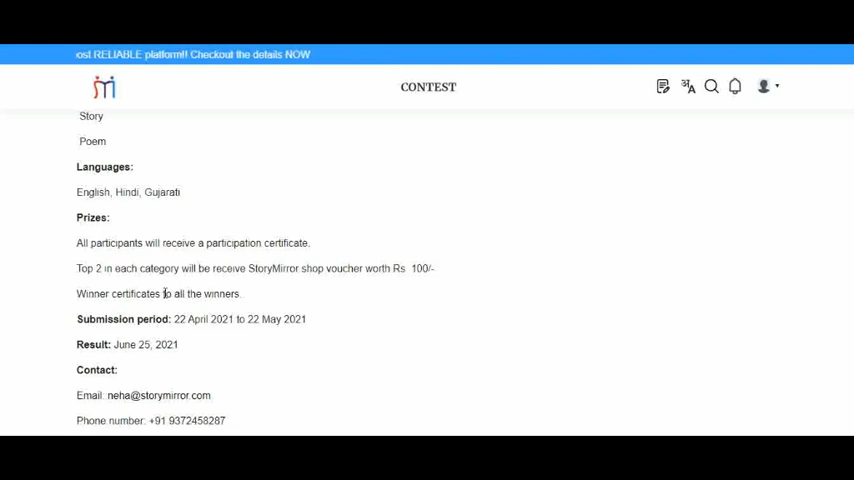 ost RELIABLE platform!! Checkout the details NOW
CONTEST
Story
Poem
Languages:
English, Hindi, Gujarati
Prizes:
All participants will receive a participation certificate.
Top 2 in each category will be receive StoryMirror shop voucher worth Rs 100/-
Winner certificates to all the winners.
Submission period: 22 April 2021 to 22 May 2021
Result: June 25, 2021
Contact:
Email: neha@storymirror.com
Phone number: +91 9372458287